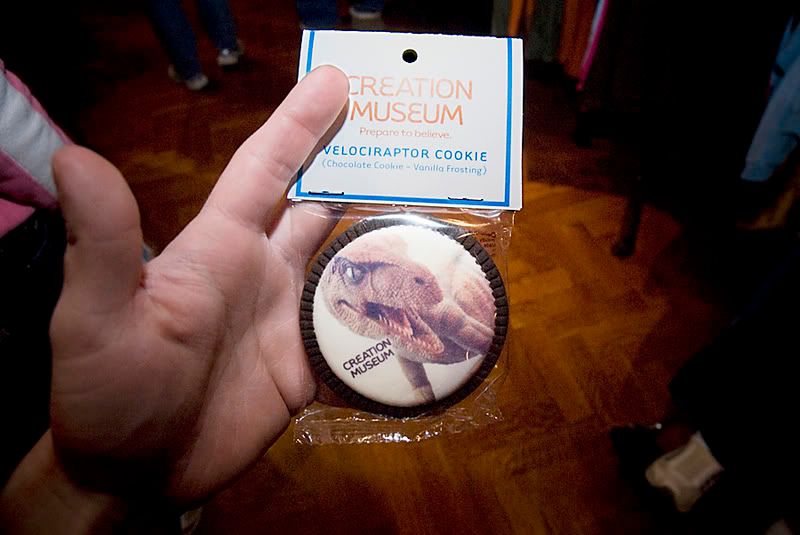 CREATION
MUSEUM
Prepare to believe.
VELOCIRAPTOR COOKIE
(Chocolate Cookie - Vanilla Frosting)
CREATION
MUSEUM